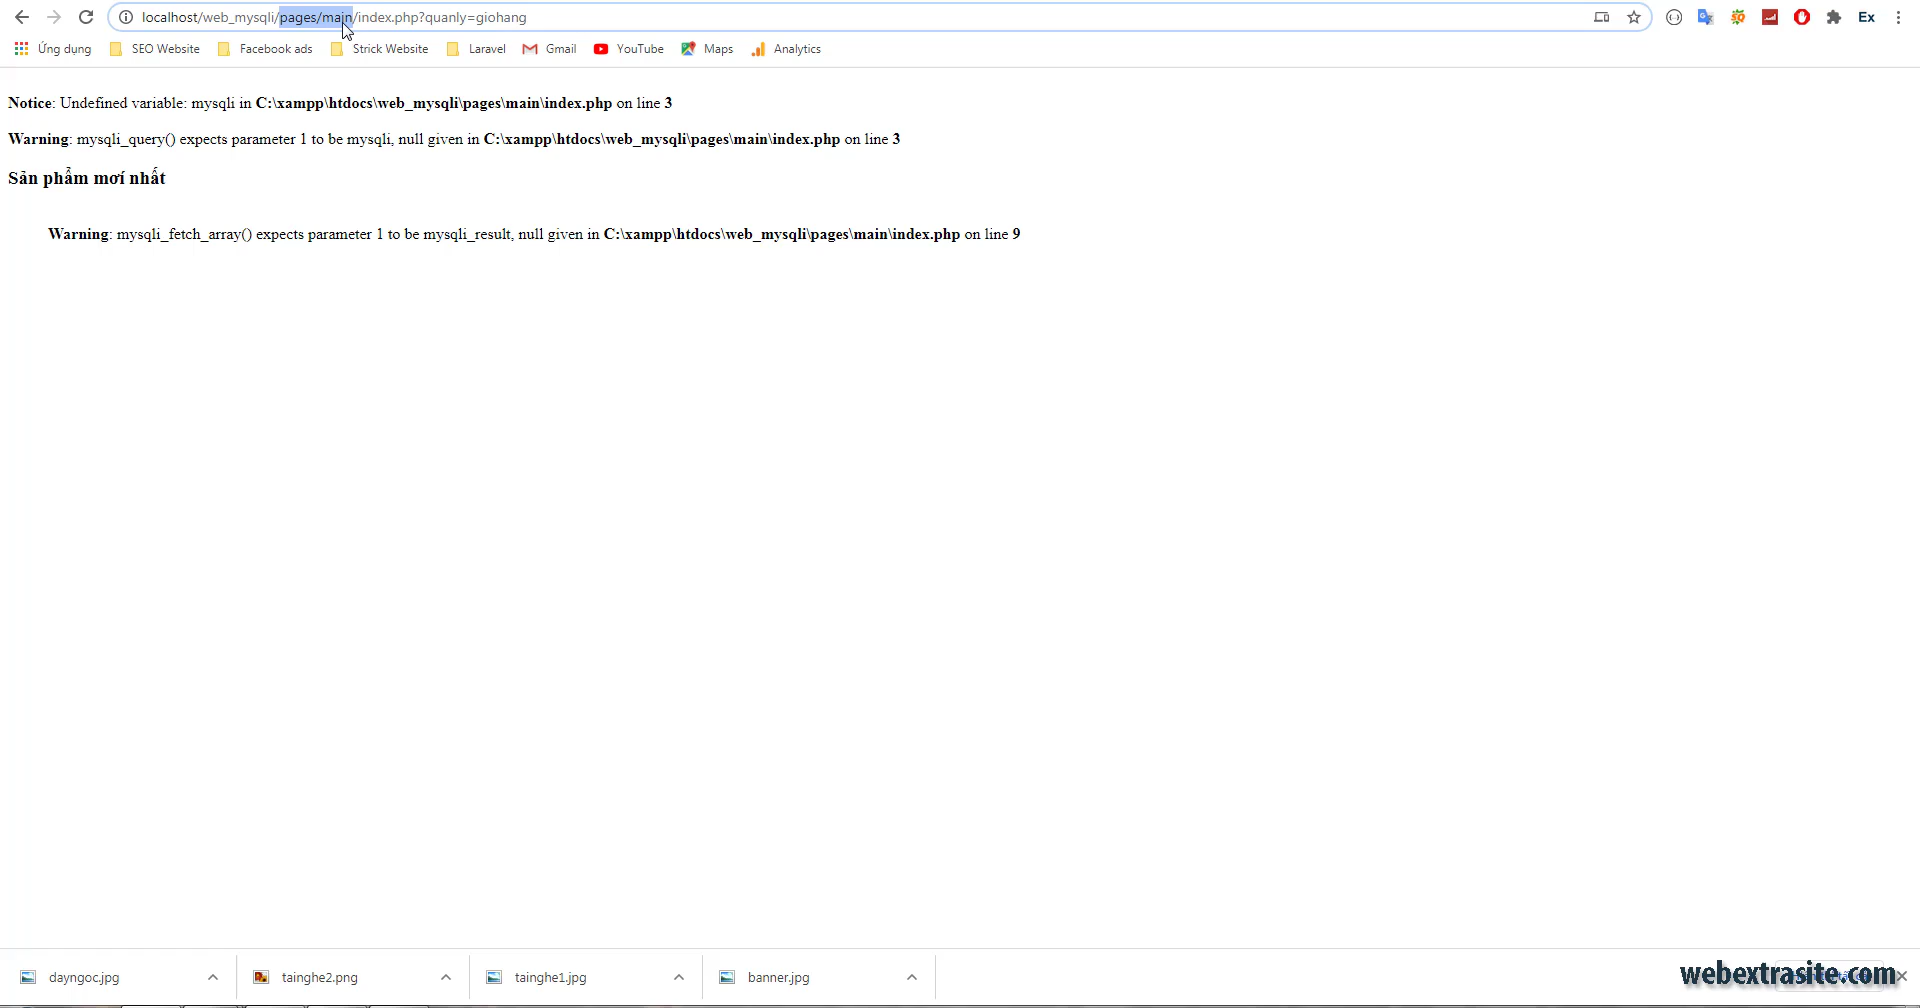 localhost/web_mysqli/pages/main/index.php?quanly=giohang
Ex
Ứng dụng SEO Website Facebook ads Strick Website Laravel Gmail YouTube Maps Analytics
Notice: Undefined variable: mysqli in C:\xampp\htdocs\web_mysqli\pages\main\index.php on line 3
Warning: mysqli_query() expects parameter 1 to be mysqli, null given in C:\xampp\htdocs\web_mysqli\pages\main\index.php on line 3
Sản phẩm mơí nhất
Warning: mysqli_fetch_array() expects parameter 1 to be mysqli_result, null given in C:\xampp\htdocs\web_mysqli\pages\main\index.php on line 9
dayngoc.jpg tainghe2.png tainghe1.jpg banner.jpg
webextrasite.com